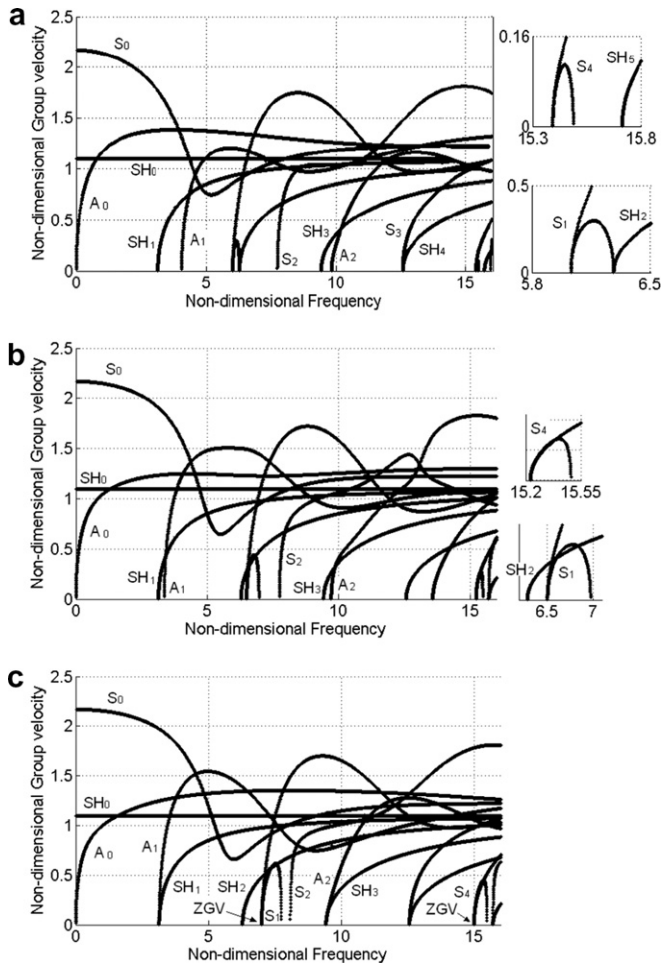 a
2.5
2
1.5
1
0.5
0
0 5 10 15
Non-dimensional Group velocity
Non-dimensional Frequency
S0
A0
SH0
SH1
A1
S2
SH3
A2
S3
SH4
0.16
0
15.3 15.8
S4
SH5
0.5
0
5.8 6.5
S1
SH2
b
2.5
2
1.5
1
0.5
0
0 5 10 15
Non-dimensional Group velocity
Non-dimensional Frequency
S0
SH0
A0
SH1
A1
S2
SH3
A2
S4
15.2 15.55
SH2
S1
6.5 7
c
2.5
2
1.5
1
0.5
0
0 5 10 15
Non-dimensional Group velocity
Non-dimensional Frequency
S0
SH0
A0
A1
SH1
SH2
ZGV
S1
S2
A2
SH3
ZGV
S4